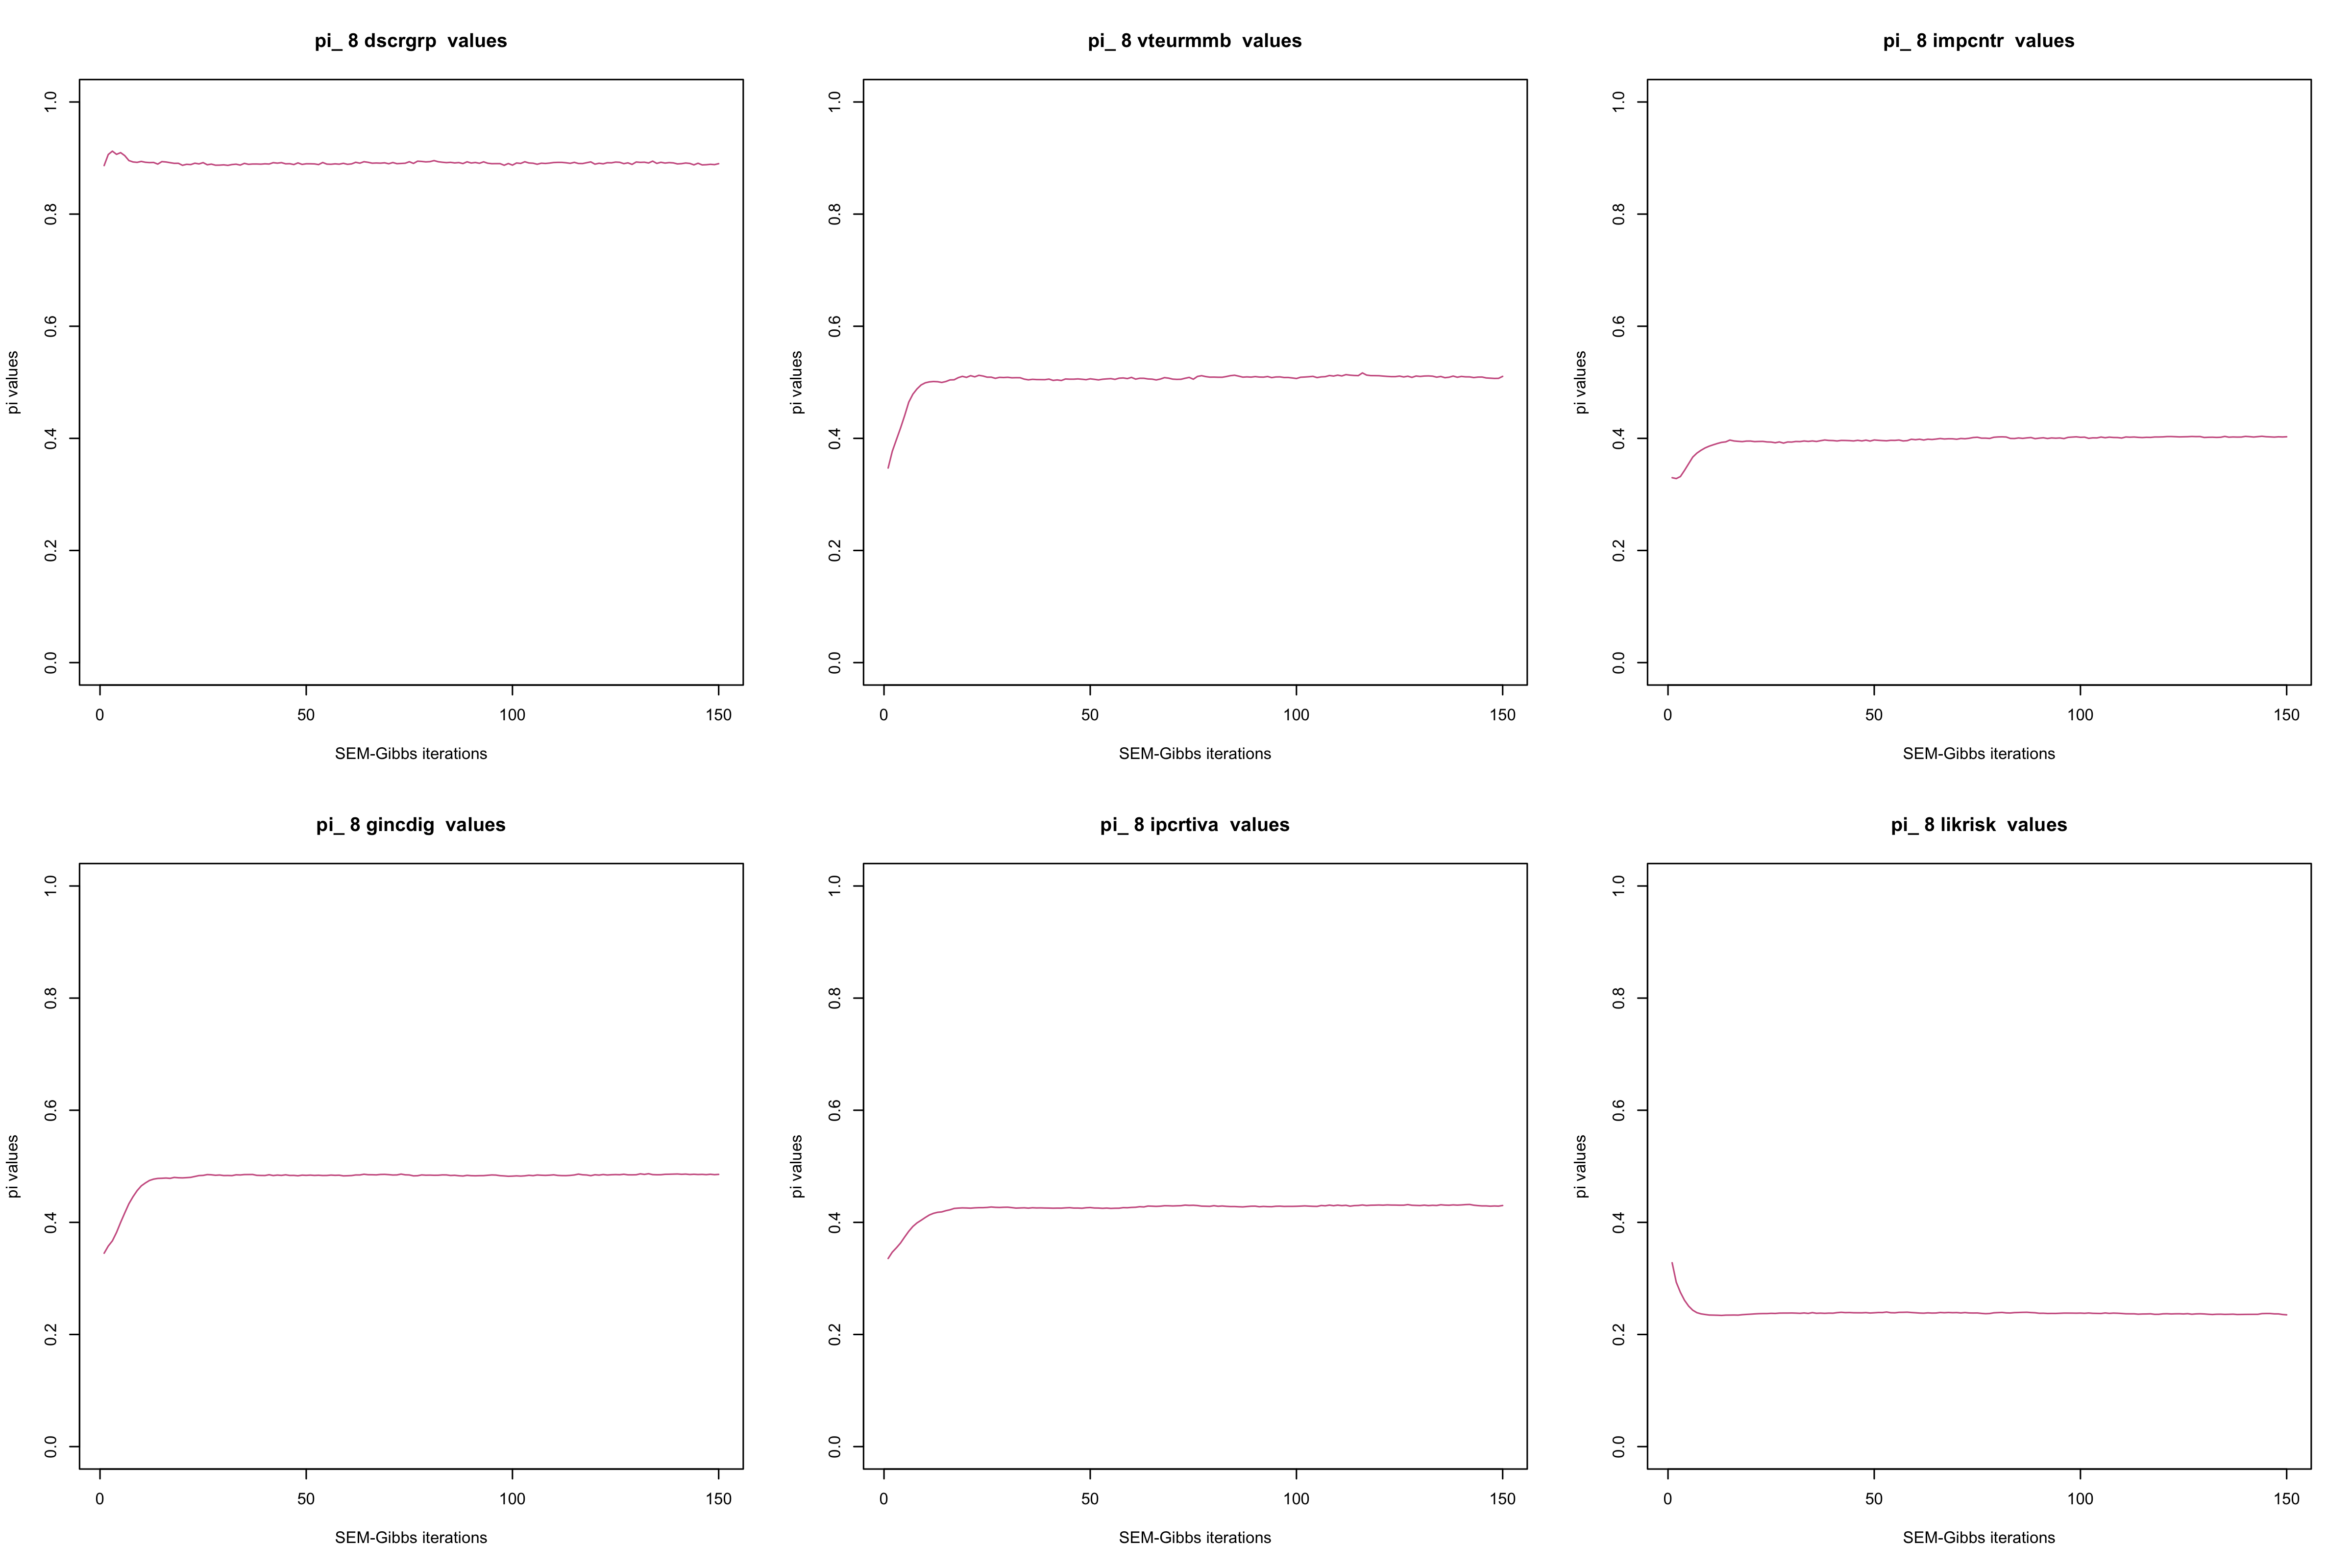 pi_ 8 dscrgrp  values
pi values
1.0
0.8
0.6
0.4
0.2
0.0
0 50 100 150
SEM-Gibbs iterations
pi_ 8 vteurmmb  values
pi values
1.0
0.8
0.6
0.4
0.2
0.0
0 50 100 150
SEM-Gibbs iterations
pi_ 8 impcntr  values
pi values
1.0
0.8
0.6
0.4
0.2
0.0
0 50 100 150
SEM-Gibbs iterations
pi_ 8 gincdig  values
pi values
1.0
0.8
0.6
0.4
0.2
0.0
0 50 100 150
SEM-Gibbs iterations
pi_ 8 ipcrtiva  values
pi values
1.0
0.8
0.6
0.4
0.2
0.0
0 50 100 150
SEM-Gibbs iterations
pi_ 8 likrisk  values
pi values
1.0
0.8
0.6
0.4
0.2
0.0
0 50 100 150
SEM-Gibbs iterations